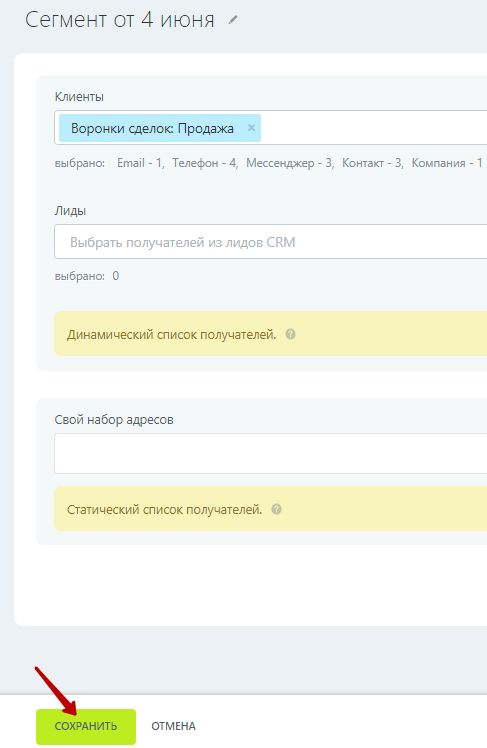 Сегмент от 4 июня
Клиенты
Воронки сделок: Продажа ×
выбрано: Email - 1, Телефон - 4, Мессенджер - 3, Контакт - 3, Компания - 1
Лиды
Выбрать получателей из лидов CRM
выбрано: 0
Динамический список получателей. ?
Свой набор адресов
Статический список получателей. ?
СОХРАНИТЬ ОТМЕНА